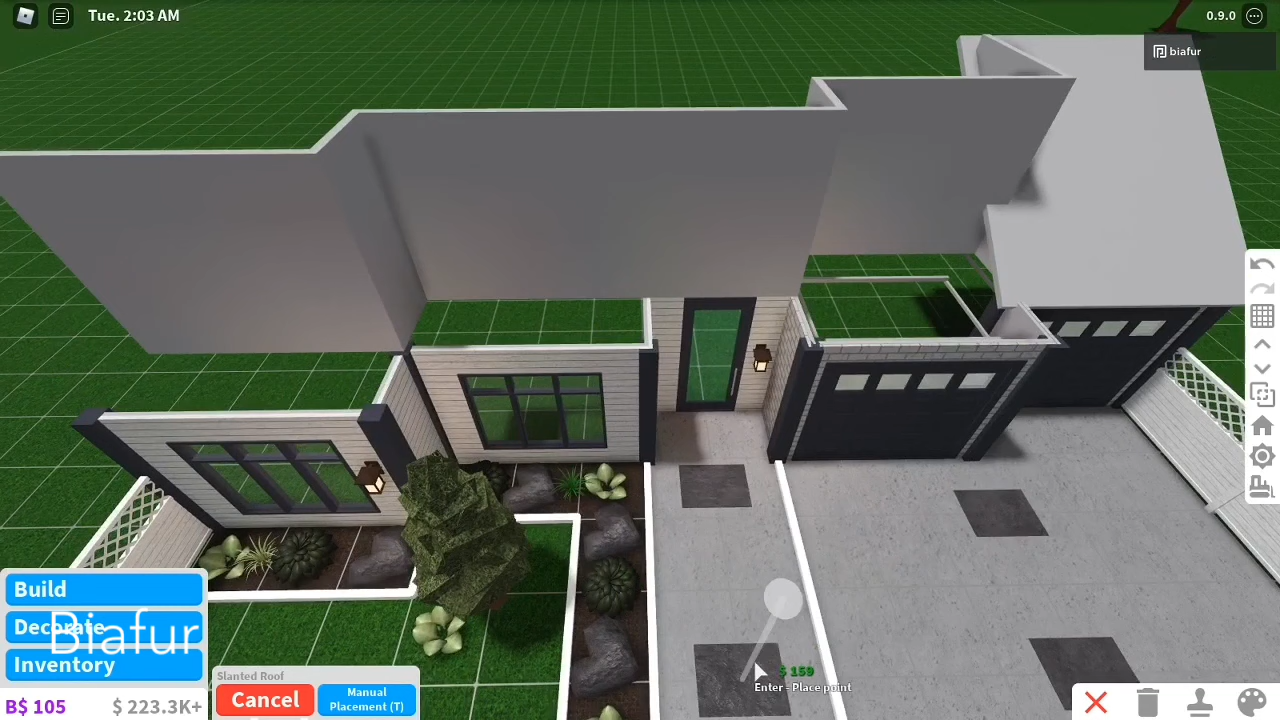 Tue. 2:03 AM
0.9.0
biafur
Build
Decorate
Biafur
Inventory
B$ 105
$ 223.3K+
Slanted Roof
Cancel
Manual
Placement (T)
$ 159
Enter - Place point